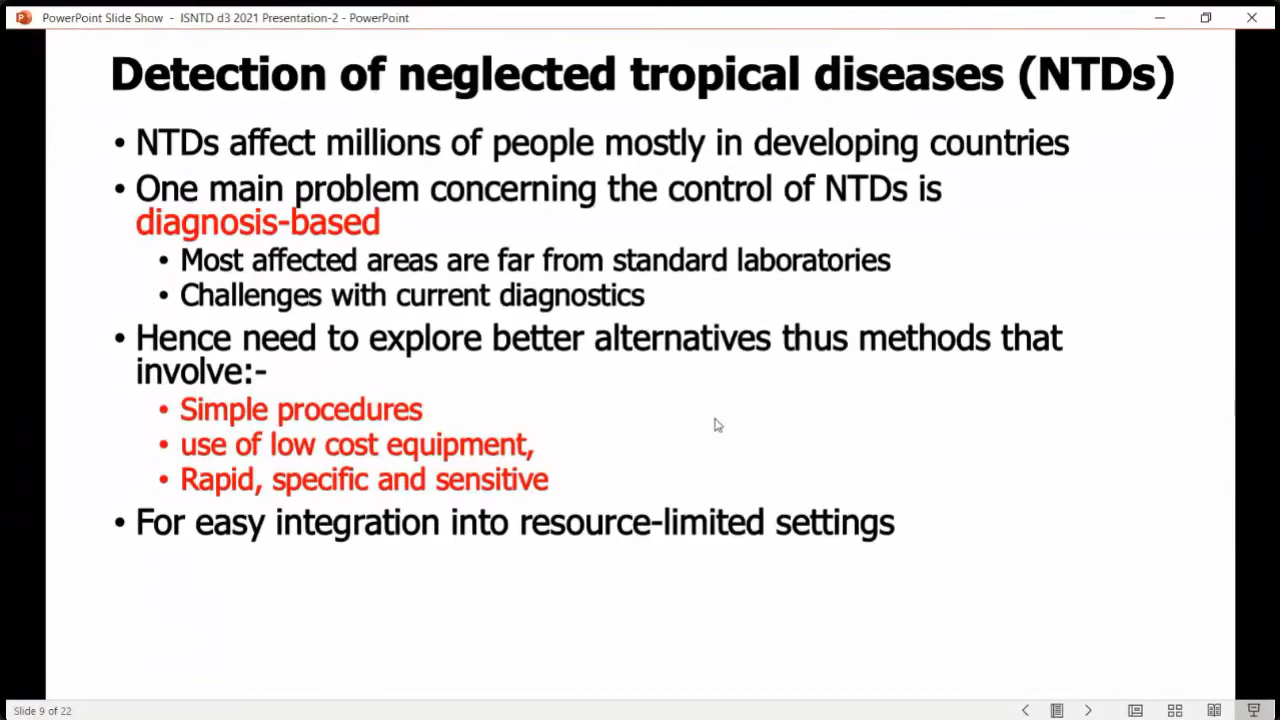 PowerPoint Slide Show - ISNTD d3 2021 Presentation-2 - PowerPoint
Detection of neglected tropical diseases (NTDs)
• NTDs affect millions of people mostly in developing countries
• One main problem concerning the control of NTDs is
diagnosis-based
• Most affected areas are far from standard laboratories
• Challenges with current diagnostics
• Hence need to explore better alternatives thus methods that
involve:-
• Simple procedures
• use of low cost equipment,
• Rapid, specific and sensitive
• For easy integration into resource-limited settings
Slide 9 of 22